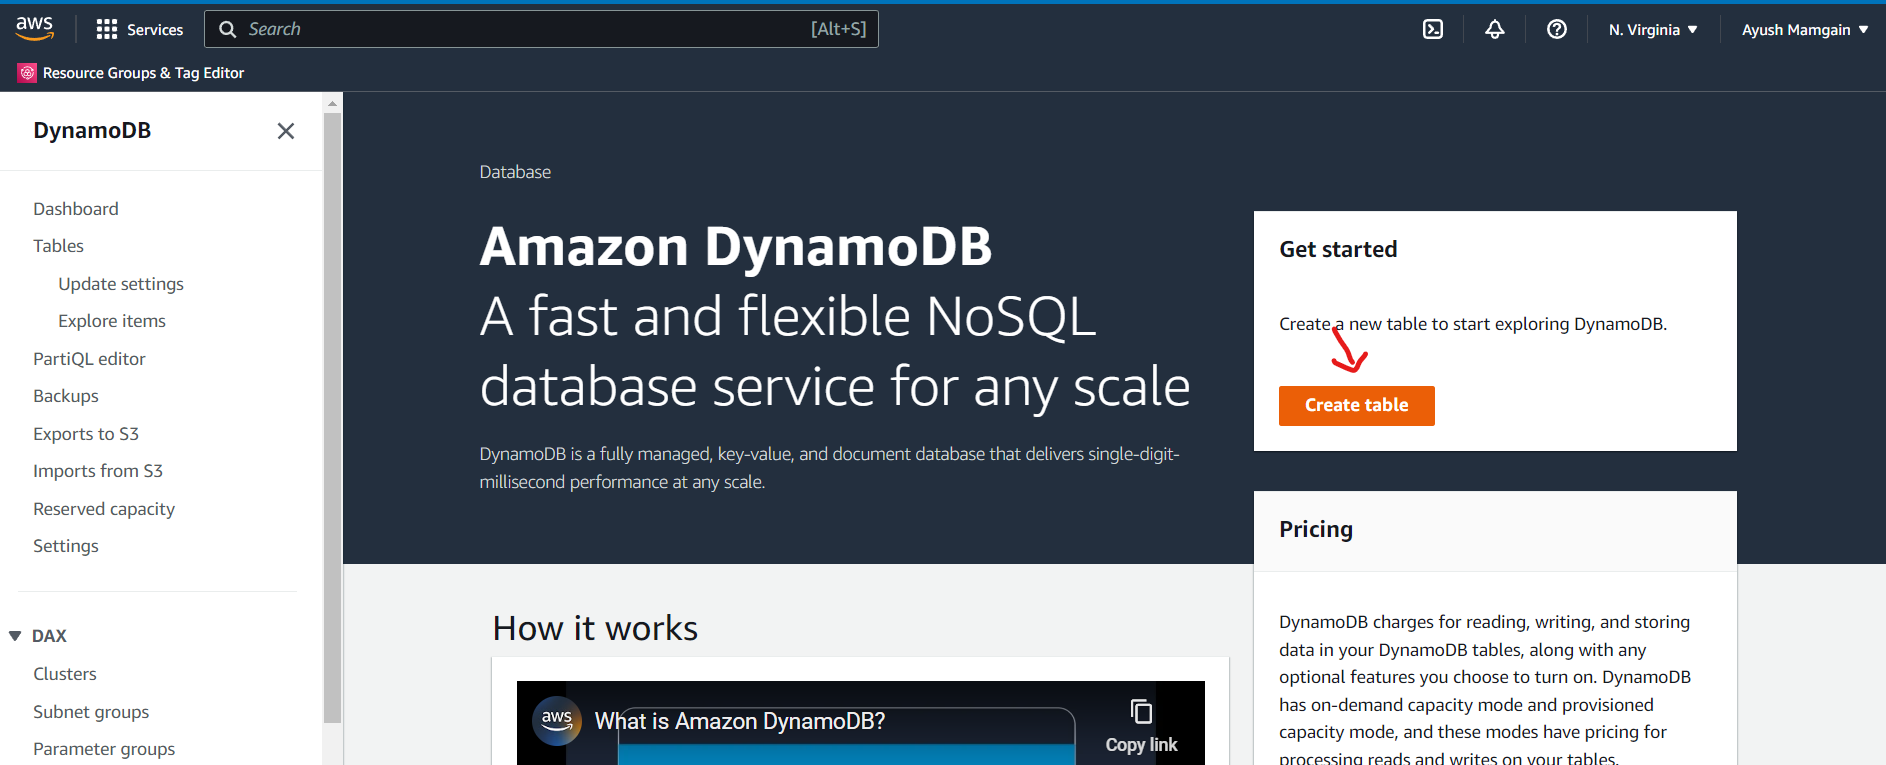 aws
Services
Search
[Alt+S]
N. Virginia
Ayush Mamgain
Resource Groups & Tag Editor
DynamoDB
Dashboard
Tables
Update settings
Explore items
PartiQL editor
Backups
Exports to S3
Imports from S3
Reserved capacity
Settings
DAX
Clusters
Subnet groups
Parameter groups
Database
Amazon DynamoDB
A fast and flexible NoSQL
database service for any scale
DynamoDB is a fully managed, key-value, and document database that delivers single-digit-
millisecond performance at any scale.
Get started
Create a new table to start exploring DynamoDB.
Create table
Pricing
DynamoDB charges for reading, writing, and storing
data in your DynamoDB tables, along with any
optional features you choose to turn on. DynamoDB
has on-demand capacity mode and provisioned
capacity mode, and these modes have pricing for
processing reads and writes on your tables.
How it works
aws
What is Amazon DynamoDB?
Copy link